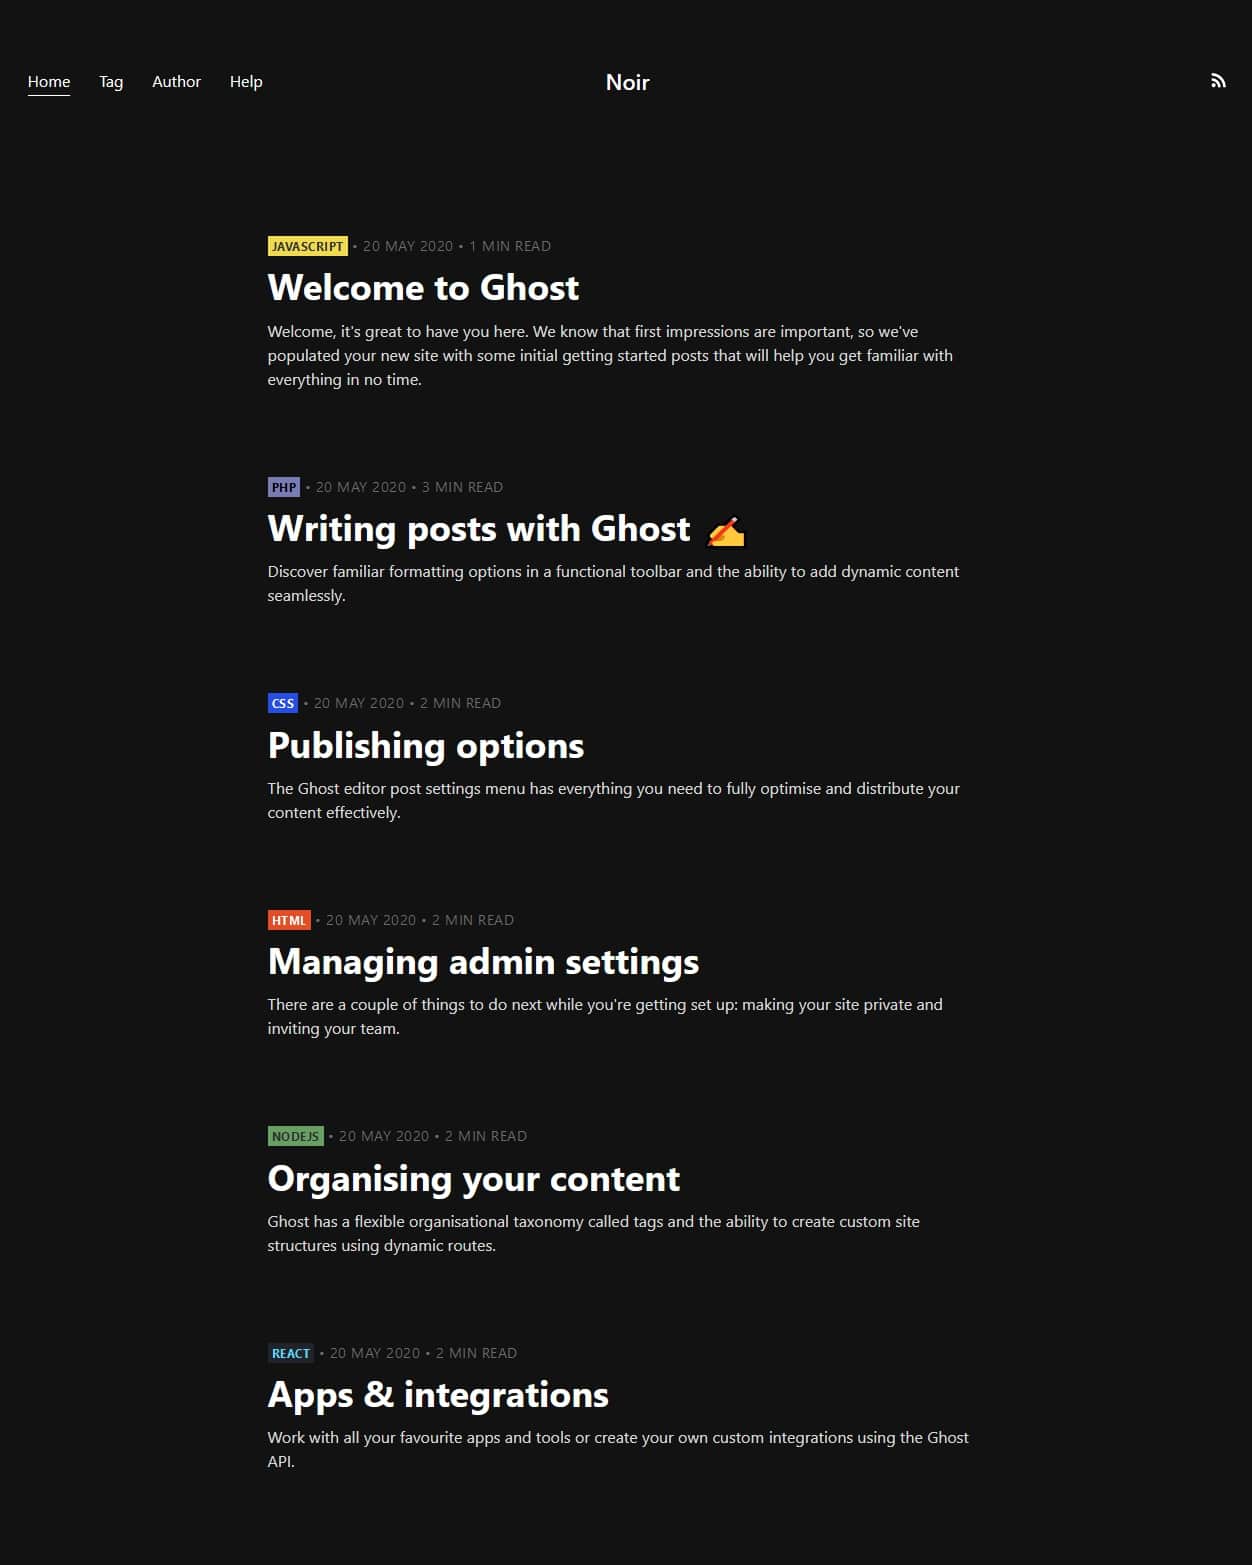 Home Tag Author Help Noir
JAVASCRIPT • 20 MAY 2020 • 1 MIN READ
Welcome to Ghost
Welcome, it's great to have you here. We know that first impressions are important, so we've
populated your new site with some initial getting started posts that will help you get familiar with
everything in no time.
PHP • 20 MAY 2020 • 3 MIN READ
Writing posts with Ghost ✍️
Discover familiar formatting options in a functional toolbar and the ability to add dynamic content
seamlessly.
CSS • 20 MAY 2020 • 2 MIN READ
Publishing options
The Ghost editor post settings menu has everything you need to fully optimise and distribute your
content effectively.
HTML • 20 MAY 2020 • 2 MIN READ
Managing admin settings
There are a couple of things to do next while you're getting set up: making your site private and
inviting your team.
NODEJS • 20 MAY 2020 • 2 MIN READ
Organising your content
Ghost has a flexible organisational taxonomy called tags and the ability to create custom site
structures using dynamic routes.
REACT • 20 MAY 2020 • 2 MIN READ
Apps & integrations
Work with all your favourite apps and tools or create your own custom integrations using the Ghost
API.